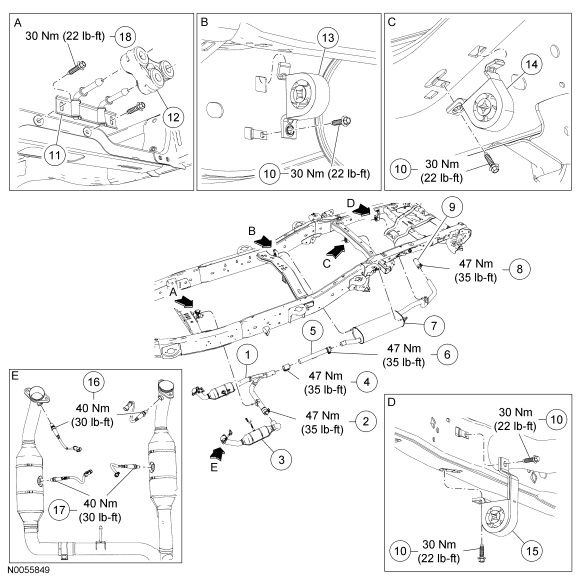 A
30 Nm (22 lb-ft) 18
12
11
B
13
10 30 Nm (22 lb-ft)
C
14
10 30 Nm
(22 lb-ft)
D
B
C
A
9
47 Nm
(35 lb-ft)
8
7
5
47 Nm
(35 lb-ft)
6
1
47 Nm
(35 lb-ft)
4
47 Nm
(35 lb-ft)
2
3
E
E
16
40 Nm
(30 lb-ft)
17
40 Nm
(30 lb-ft)
D
30 Nm
(22 lb-ft)
10
10 30 Nm
(22 lb-ft)
15
N0055849